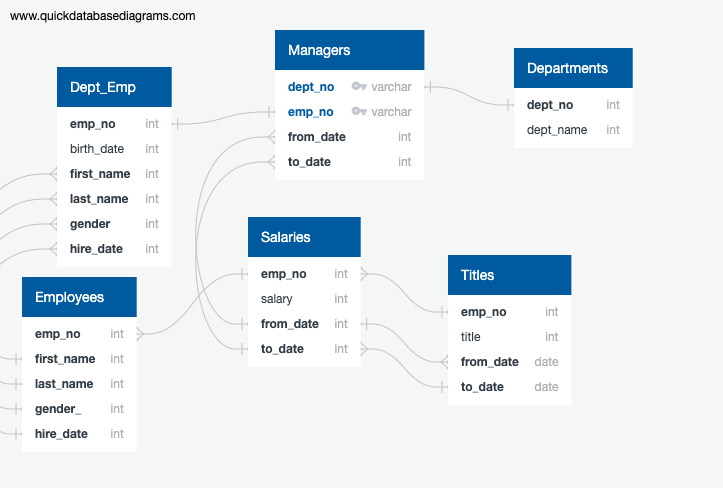 www.quickdatabasediagrams.com
Managers
dept_no varchar
emp_no varchar
from_date int
to_date int
Departments
dept_no int
dept_name int
Dept_Emp
emp_no int
birth_date int
first_name int
last_name int
gender int
hire_date int
Salaries
emp_no int
salary int
from_date int
to_date int
Titles
emp_no int
title int
from_date date
to_date date
Employees
emp_no int
first_name int
last_name int
gender_ int
hire_date int